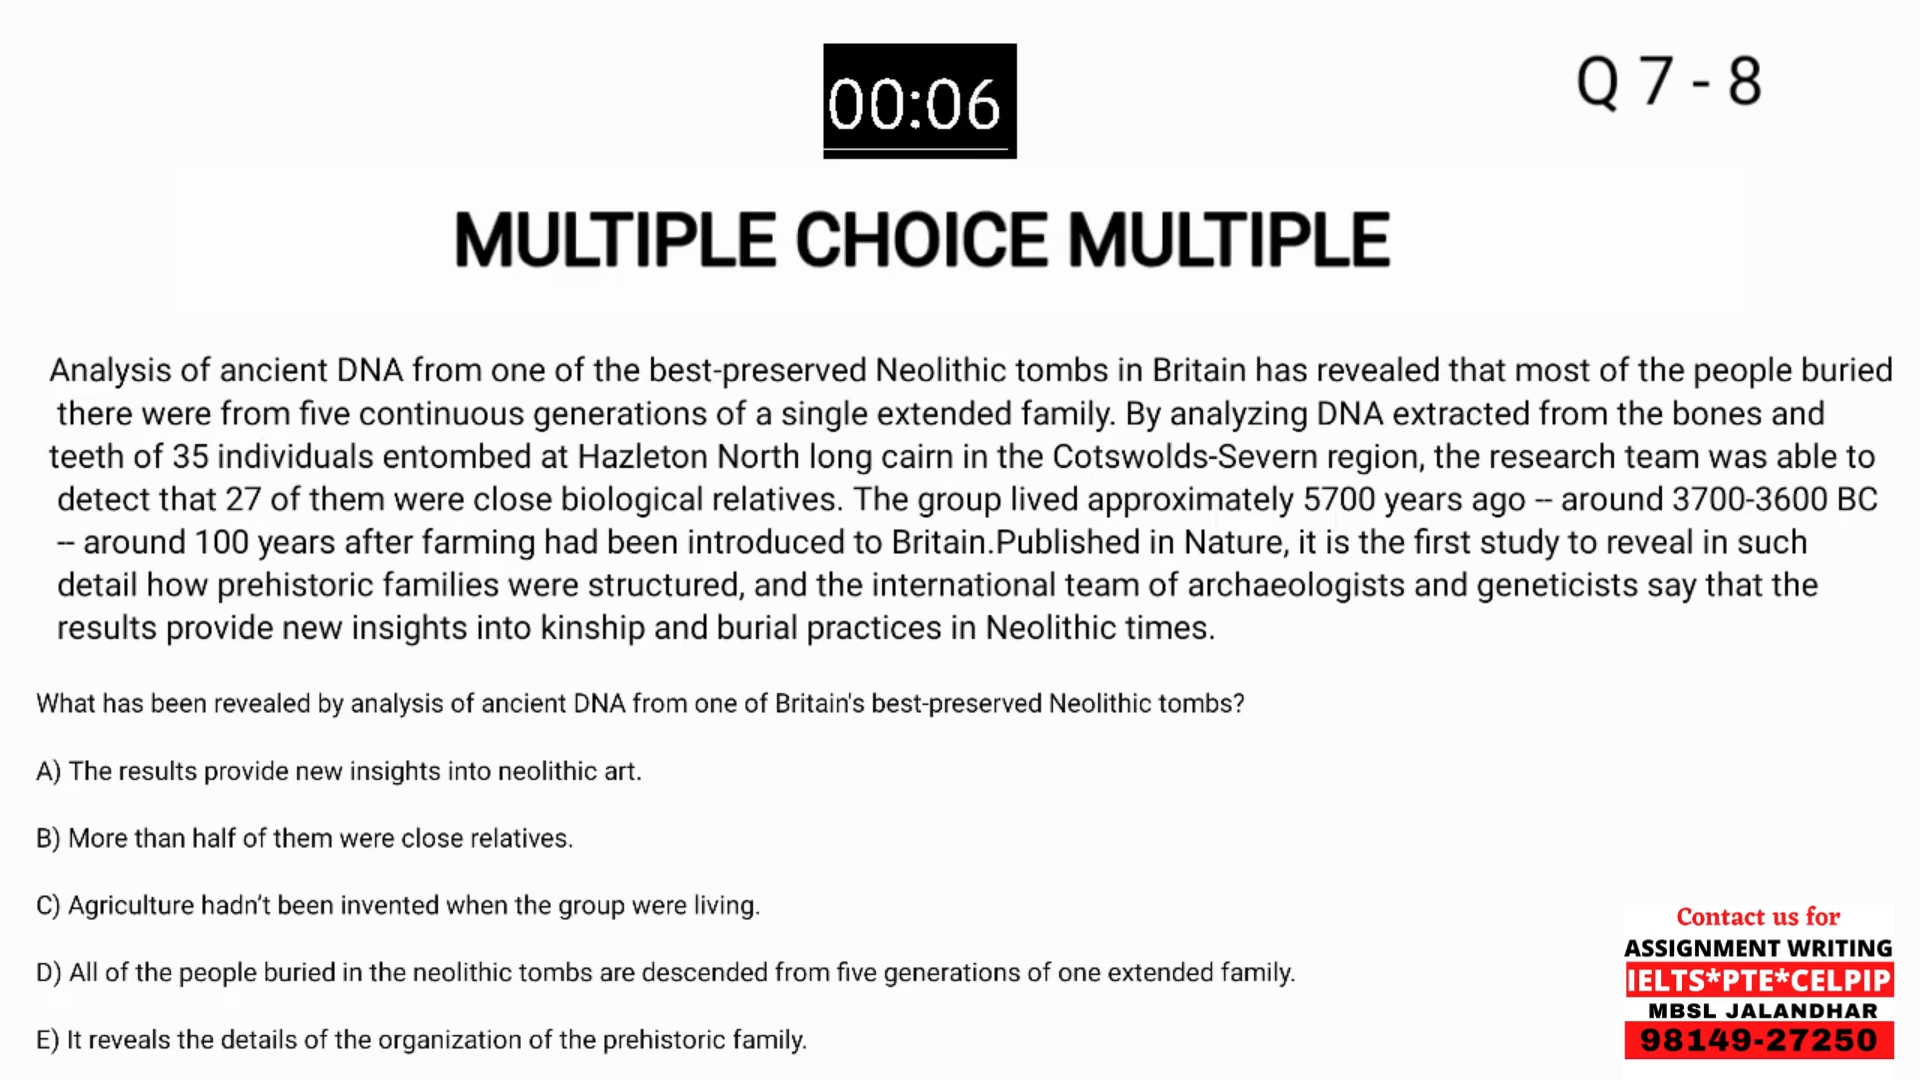 00:06
Q 7 - 8
MULTIPLE CHOICE MULTIPLE
Analysis of ancient DNA from one of the best-preserved Neolithic tombs in Britain has revealed that most of the people buried
there were from five continuous generations of a single extended family. By analyzing DNA extracted from the bones and
teeth of 35 individuals entombed at Hazleton North long cairn in the Cotswolds-Severn region, the research team was able to
detect that 27 of them were close biological relatives. The group lived approximately 5700 years ago -- around 3700-3600 BC
-- around 100 years after farming had been introduced to Britain.Published in Nature, it is the first study to reveal in such
detail how prehistoric families were structured, and the international team of archaeologists and geneticists say that the
results provide new insights into kinship and burial practices in Neolithic times.
What has been revealed by analysis of ancient DNA from one of Britain's best-preserved Neolithic tombs?
A) The results provide new insights into neolithic art.
B) More than half of them were close relatives.
C) Agriculture hadn't been invented when the group were living.
D) All of the people buried in the neolithic tombs are descended from five generations of one extended family.
E) It reveals the details of the organization of the prehistoric family.
Contact us for
ASSIGNMENT WRITING
IELTS*PTE*CELPIP
MBSL JALANDHAR
98149-27250